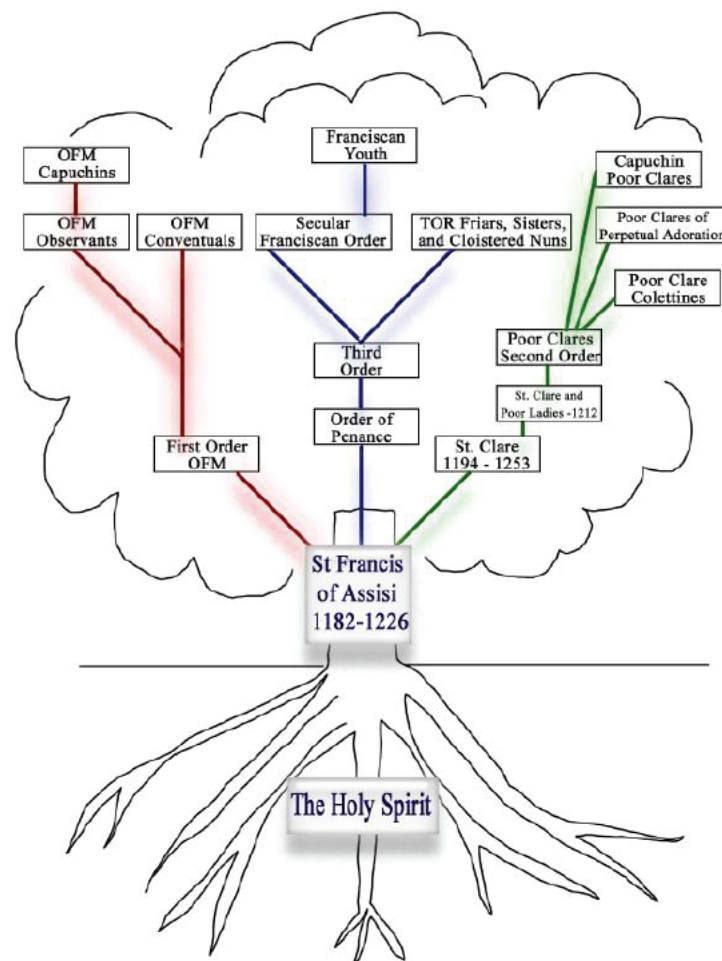 Franciscan
Youth
OFM
Capuchins
Capuchin
Poor Clares
OFM
Observants
OFM
Conventuals
Secular
Franciscan Order
TOR Friars, Sisters,
and Cloistered Nuns
Poor Clares of
Perpetual Adoration
Poor Clare
Colettines
Poor Clares
Second Order
Third
Order
St. Clare and
Poor Ladies -1212
Order of
Penance
First Order
OFM
St. Clare
1194 - 1253
St Francis
of Assisi
1182-1226
The Holy Spirit